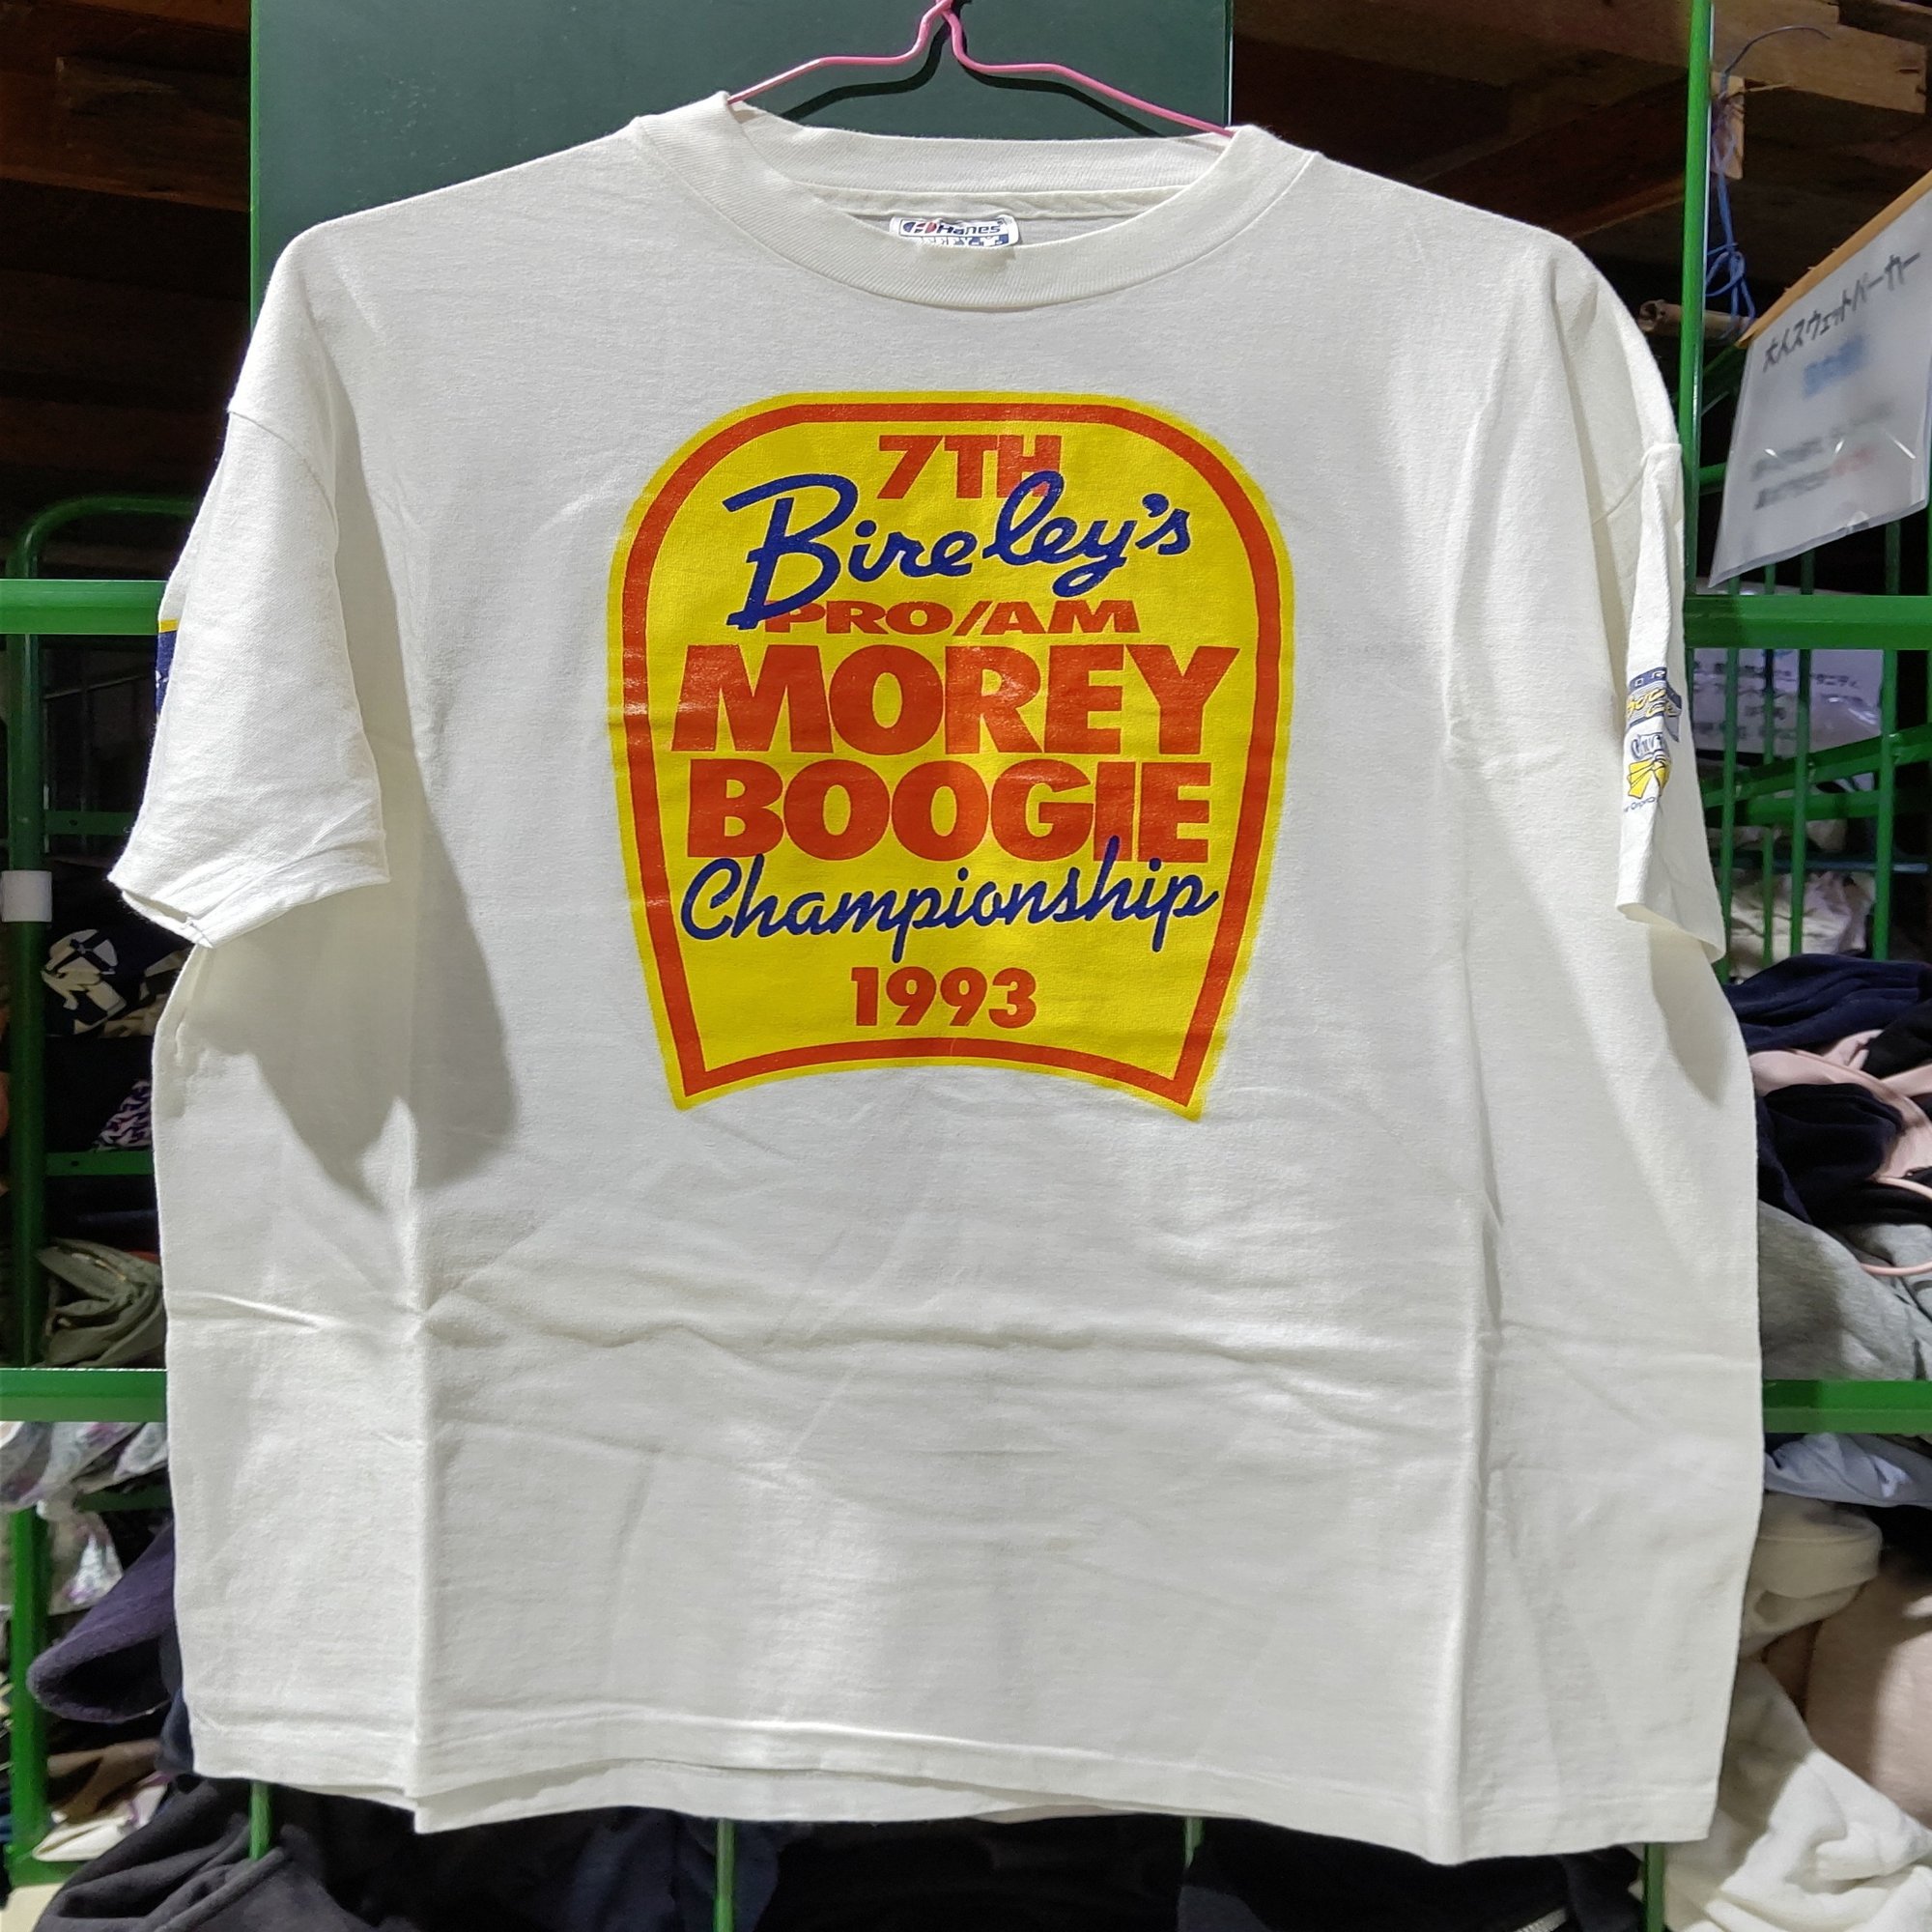 Hanes
7TH
Bireley's
PRO/AM
MOREY
BOOGIE
Championship
1993
大人スウェットパーカー